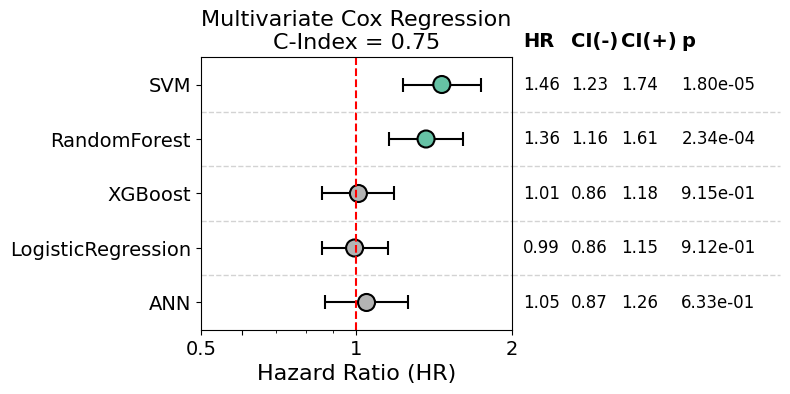 Multivariate Cox Regression
C-Index = 0.75
HR CI(-) CI(+) p
SVM 1.46 1.23 1.74 1.80e-05
RandomForest 1.36 1.16 1.61 2.34e-04
XGBoost 1.01 0.86 1.18 9.15e-01
LogisticRegression 0.99 0.86 1.15 9.12e-01
ANN 1.05 0.87 1.26 6.33e-01
0.5 1 2
Hazard Ratio (HR)